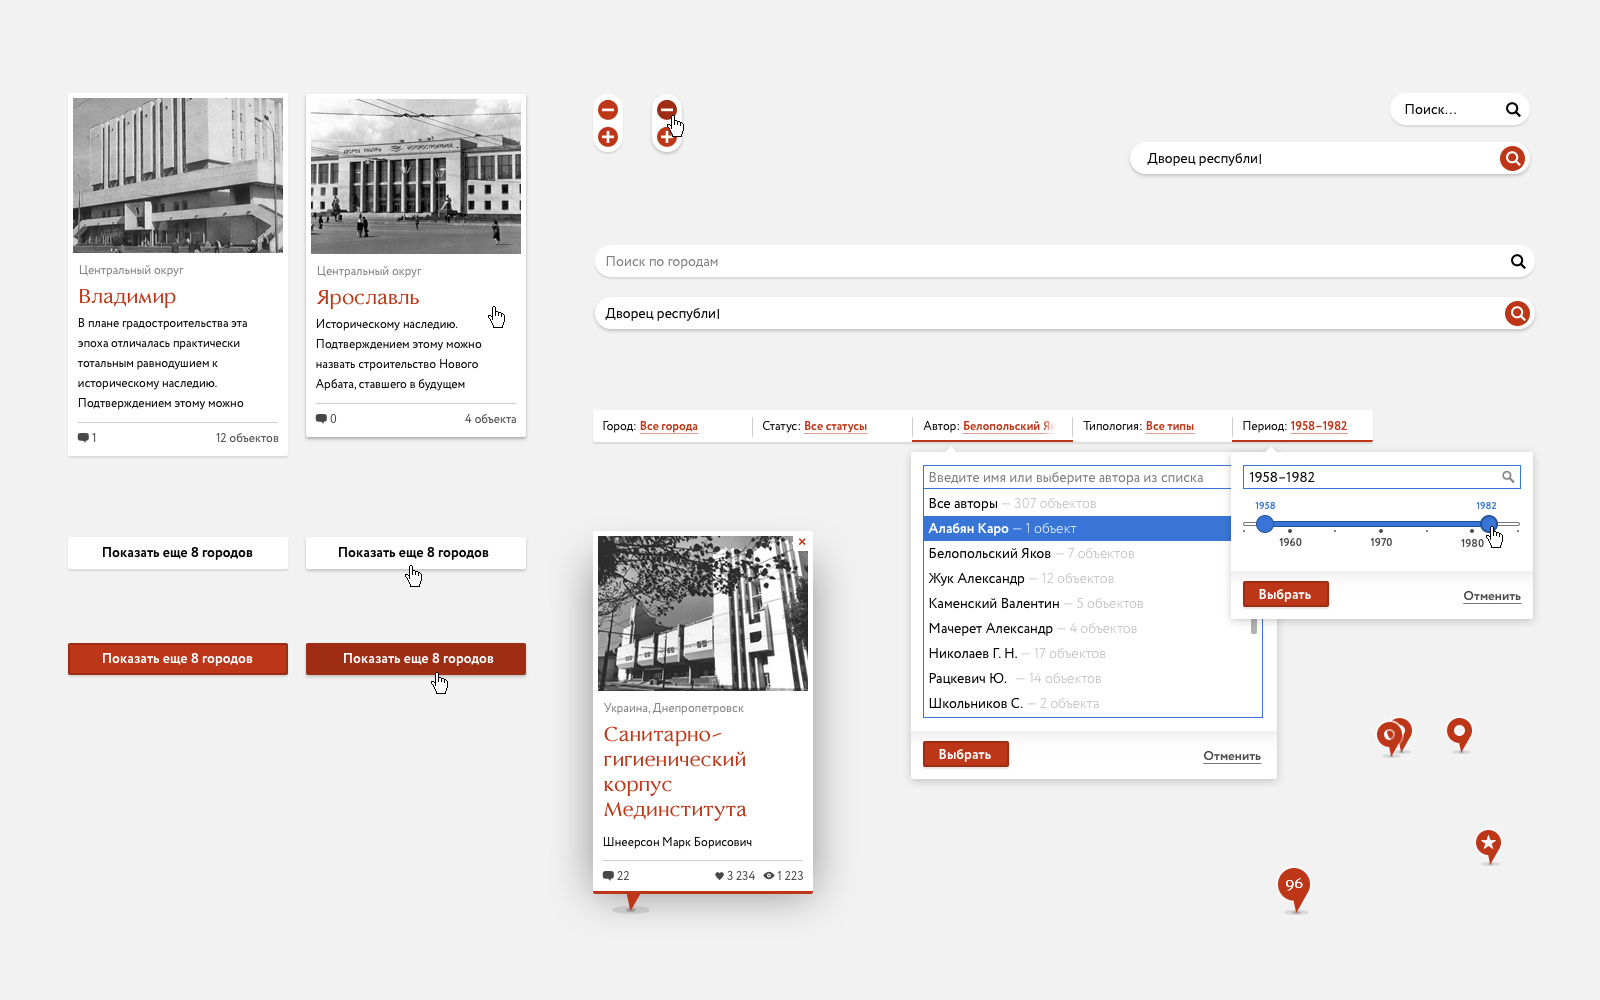 Центральный округ
Владимир
В плане градостроительства эта
эпоха отличалась практически
тотальным равнодушием к
историческому наследию.
Подтверждением этому можно
1
12 объектов
ДВОРЕЦ КУЛЬТУРЫ МОТОРОСТРОИТЕЛЕЙ
Центральный округ
Ярославль
Историческому наследию.
Подтверждением этому можно
назвать строительство Нового
Арбата, ставшего в будущем
0
4 объекта
Поиск...
Дворец республи
Поиск по городам
Дворец республи
Город: Все города
Статус: Все статусы
Автор: Белопольский Я
Типология: Все типы
Период: 1958–1982
Введите имя или выберите автора из списка
Все авторы — 307 объектов
Алабян Каро — 1 объект
Белопольский Яков — 7 объектов
Жук Александр — 12 объектов
Каменский Валентин — 5 объектов
Мачерет Александр — 4 объекта
Николаев Г. Н. — 17 объектов
Рацкевич Ю. — 14 объектов
Школьников С. — 2 объекта
Выбрать
Отменить
1958–1982
1958
1982
1960
1970
1980
Выбрать
Отменить
Показать еще 8 городов
Показать еще 8 городов
Показать еще 8 городов
Показать еще 8 городов
Украина, Днепропетровск
Санитарно-
гигиенический
корпус
Мединститута
Шнеерсон Марк Борисович
22
3 234
1 223
96